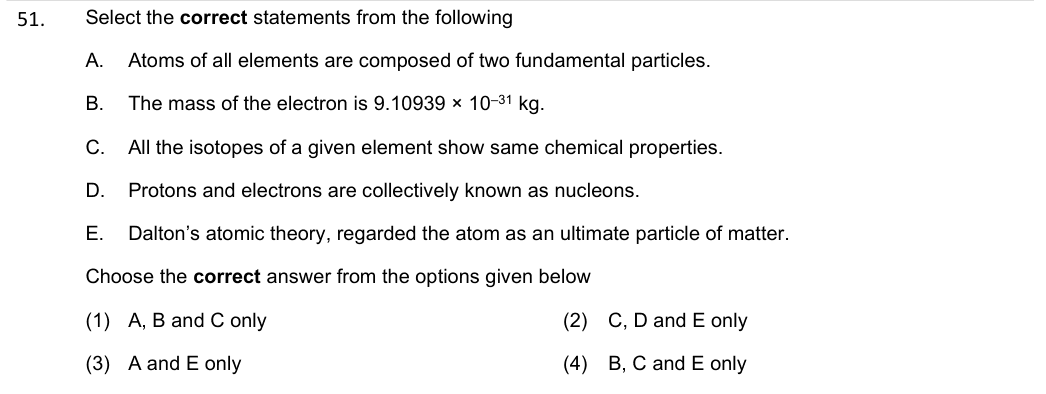 51. Select the correct statements from the following
A. Atoms of all elements are composed of two fundamental particles.
B. The mass of the electron is 9.10939 × 10⁻³¹ kg.
C. All the isotopes of a given element show same chemical properties.
D. Protons and electrons are collectively known as nucleons.
E. Dalton’s atomic theory, regarded the atom as an ultimate particle of matter.
Choose the correct answer from the options given below
(1) A, B and C only (2) C, D and E only
(3) A and E only (4) B, C and E only